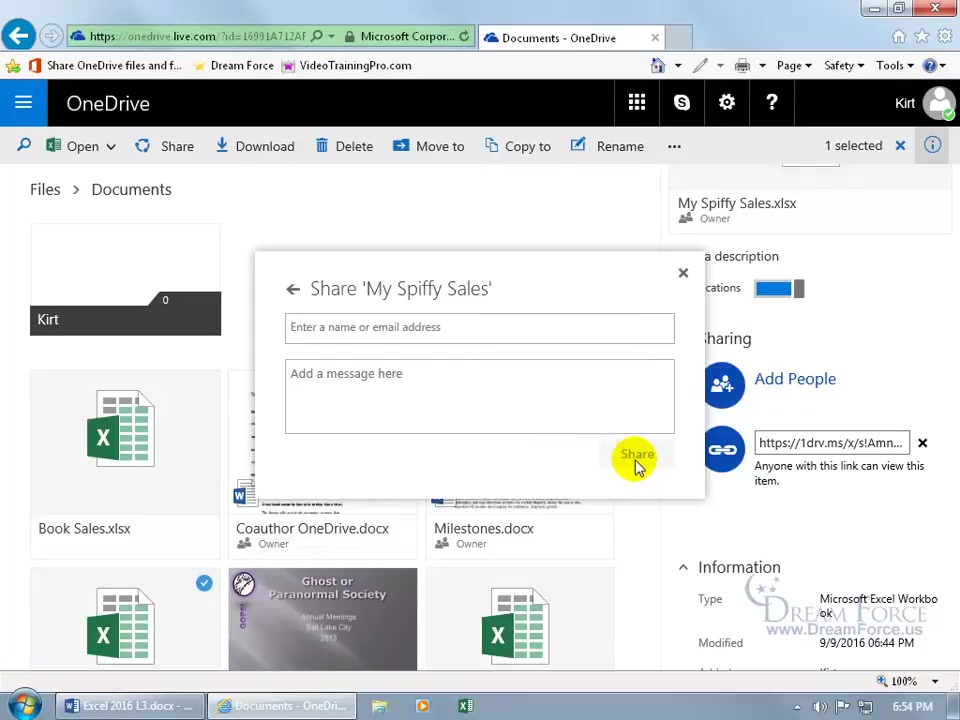 https://onedrive.live.com/?id=16991A712AF
Microsoft Corpor...
Documents - OneDrive
Share OneDrive files and f...
Dream Force
VideoTrainingPro.com
Page
Safety
Tools
OneDrive
Kirt
Open
Share
Download
Delete
Move to
Copy to
Rename
1 selected
Files > Documents
My Spiffy Sales.xlsx
Owner
a description
cations
0
Kirt
Share 'My Spiffy Sales'
Enter a name or email address
Add a message here
Share
Sharing
Add People
https://1drv.ms/x/s!Amn...
Anyone with this link can view this
item.
Book Sales.xlsx
Coauthor OneDrive.docx
Owner
Milestones.docx
Owner
Ghost or
Paranormal Society
Annual Meetings
Salt Lake City
2013
Information
Type
Microsoft Excel Workbo
ok
Modified
9/9/2016 06:44 PM
DREAM FORCE
www.DreamForce.us
100%
Excel 2016 L3.docx - ...
Documents - OneDri...
6:54 PM